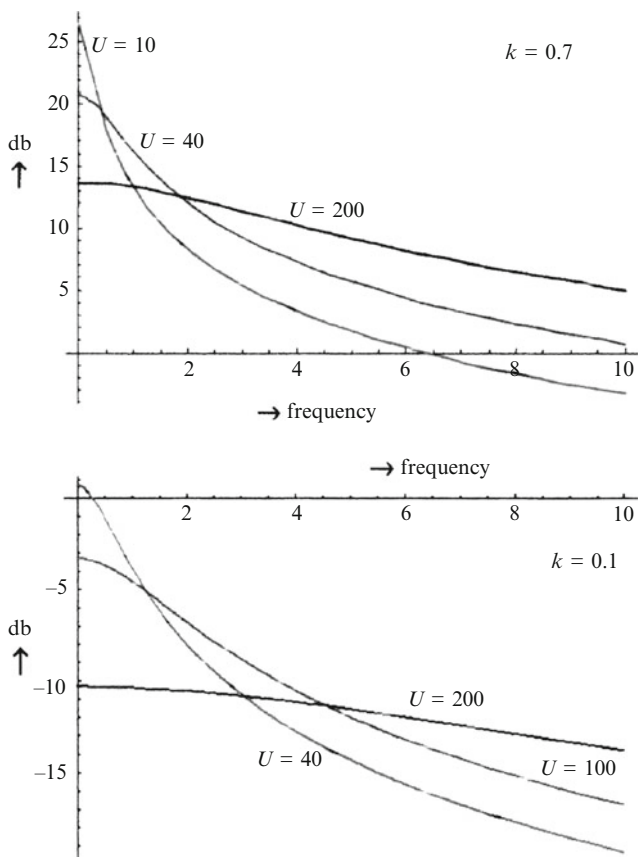 25
U = 10
k = 0.7
20
db
U = 40
15
U = 200
10
5
2
4
6
8
10
→ frequency
→ frequency
2
4
6
8
10
k = 0.1
–5
db
–10
U = 200
U = 40
U = 100
–15